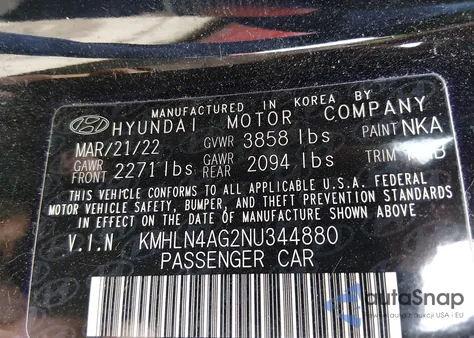 MANUFACTURED IN KOREA BY
HYUNDAI MOTOR COMPANY
MAR/21/22 GVWR 3858 lbs PAINT NKA
GAWR FRONT 2271 lbs GAWR REAR 2094 lbs TRIM
THIS VEHICLE CONFORMS TO ALL APPLICABLE U.S.A. FEDERAL
MOTOR VEHICLE SAFETY, BUMPER, AND THEFT PREVENTION STANDARDS
IN EFFECT ON THE DATE OF MANUFACTURE SHOWN ABOVE.
V.I.N KMHLN4AG2NU344880
PASSENGER CAR
autoSnap